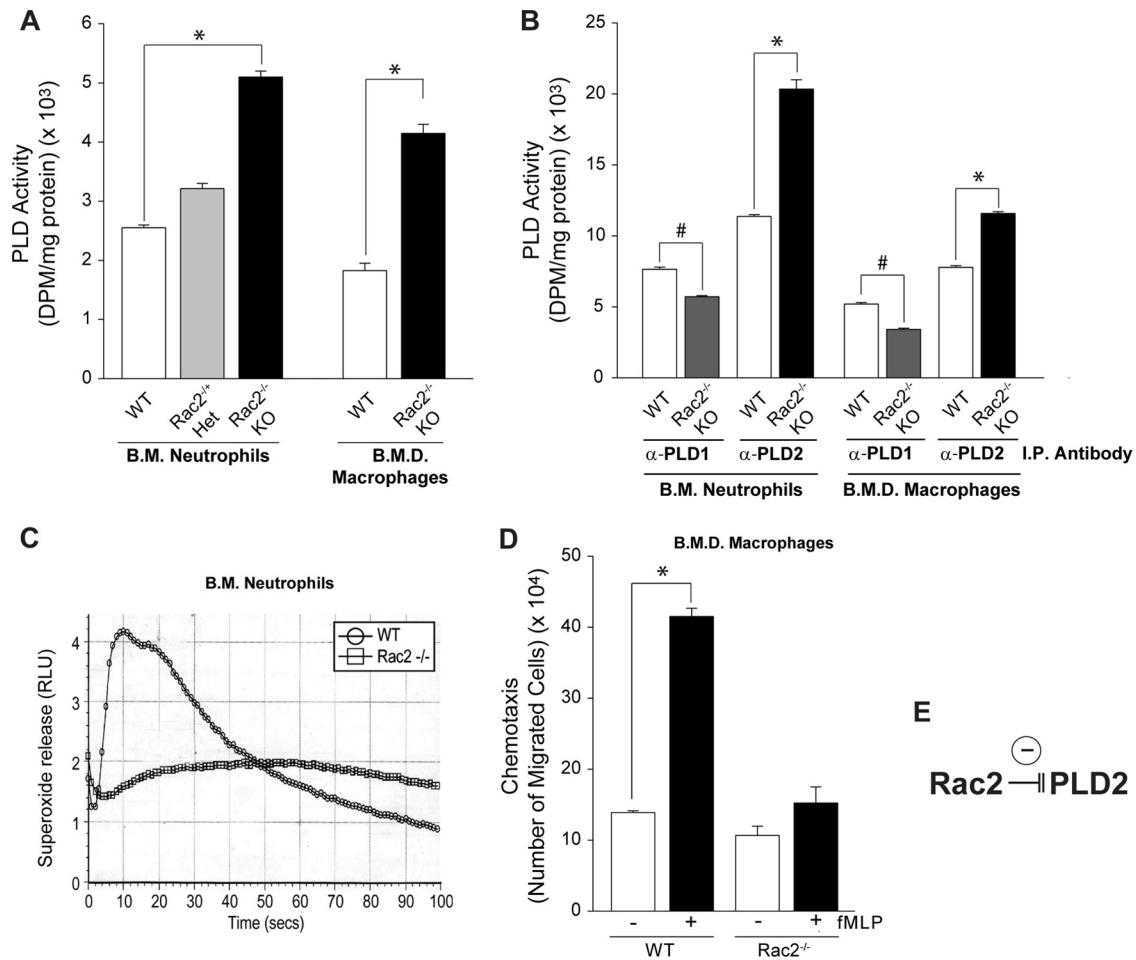 A
PLD Activity
(DPM/mg protein) (x 10³)
6
5
4
3
2
1
0
*
*
WT
Rac2-/+
Het
Rac2-/-
KO
WT
Rac2-/-
KO
B.M. Neutrophils
B.M.D.
Macrophages
B
PLD Activity
(DPM/mg protein) (x 10³)
25
20
15
10
5
0
#
*
#
*
WT
Rac2-/-
KO
WT
Rac2-/-
KO
WT
Rac2-/-
KO
WT
Rac2-/-
KO
α-PLD1
α-PLD2
α-PLD1
α-PLD2
I.P. Antibody
B.M. Neutrophils
B.M.D. Macrophages
C
B.M. Neutrophils
Superoxide release (RLU)
4
3
2
1
0
WT
Rac2 -/-
0 10 20 30 40 50 60 70 80 90 100
Time (secs)
D
B.M.D. Macrophages
Chemotaxis
(Number of Migrated Cells) (x 10⁴)
50
40
30
20
10
0
*
- + - + fMLP
WT
Rac2-/-
E
−
Rac2 PLD2